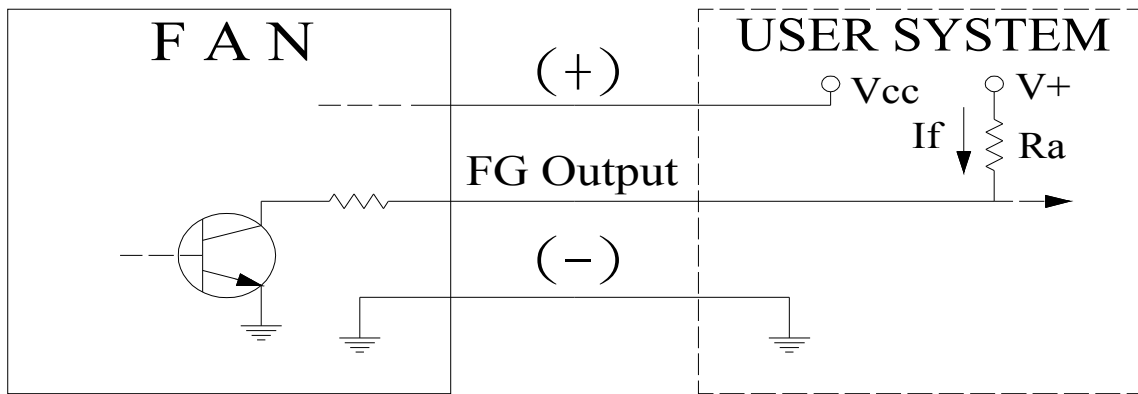 F A N
USER SYSTEM
(+)
Vcc
V+
If
Ra
FG Output
(-)